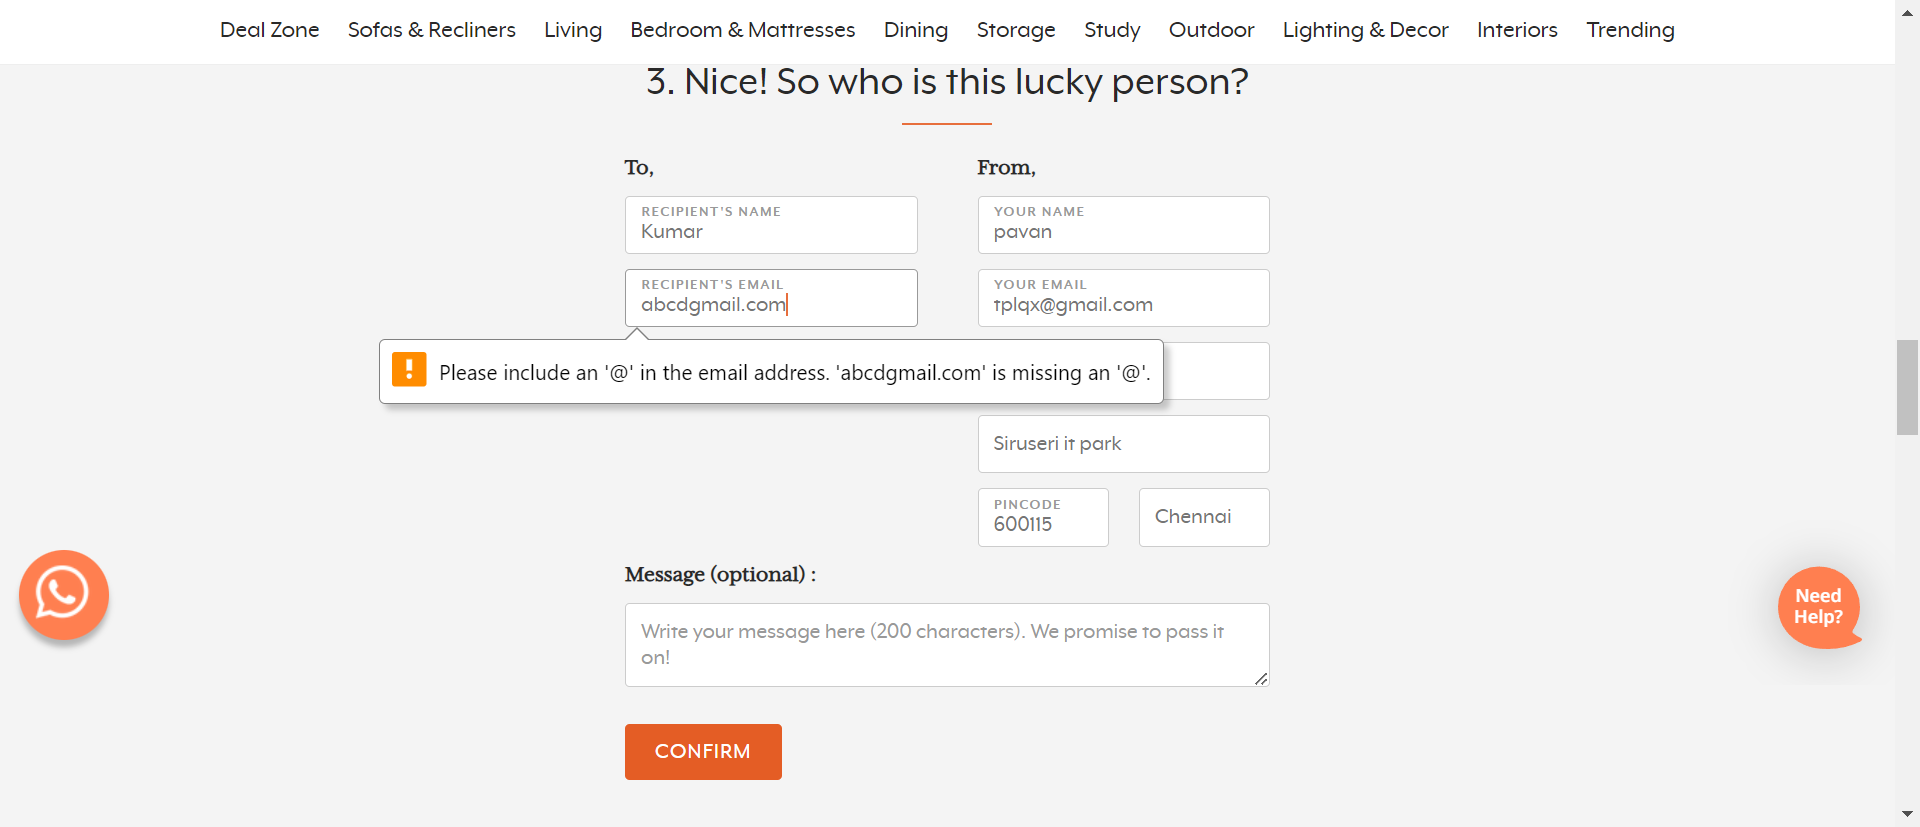 Deal Zone Sofas & Recliners Living Bedroom & Mattresses Dining Storage Study Outdoor Lighting & Decor Interiors Trending
3. Nice! So who is this lucky person?
To,
From,
RECIPIENT'S NAME
Kumar
YOUR NAME
pavan
RECIPIENT'S EMAIL
abcdgmail.com
YOUR EMAIL
tplqx@gmail.com
Please include an '@' in the email address. 'abcdgmail.com' is missing an '@'.
Siruseri it park
PINCODE
600115
Chennai
Message (optional) :
Write your message here (200 characters). We promise to pass it
on!
Need
Help?
CONFIRM